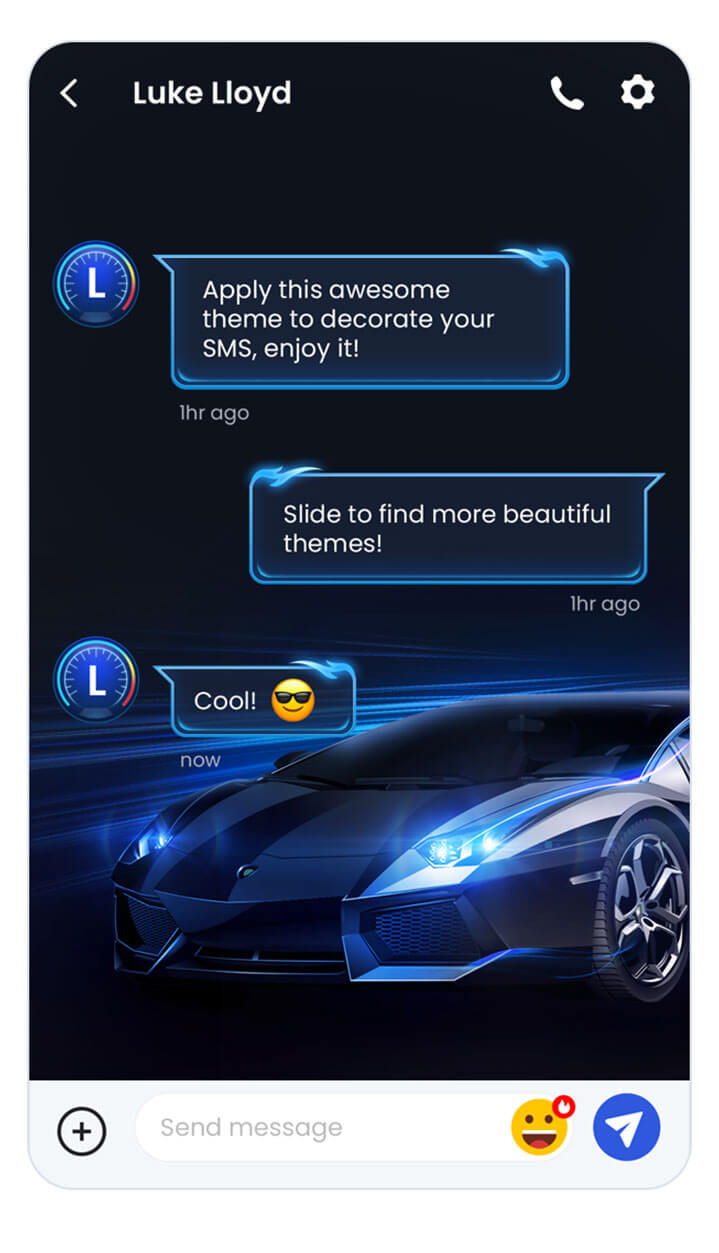 Luke Lloyd
L
Apply this awesome
theme to decorate your
SMS, enjoy it!
1hr ago
Slide to find more beautiful
themes!
1hr ago
L
Cool! 😎
now
Send message